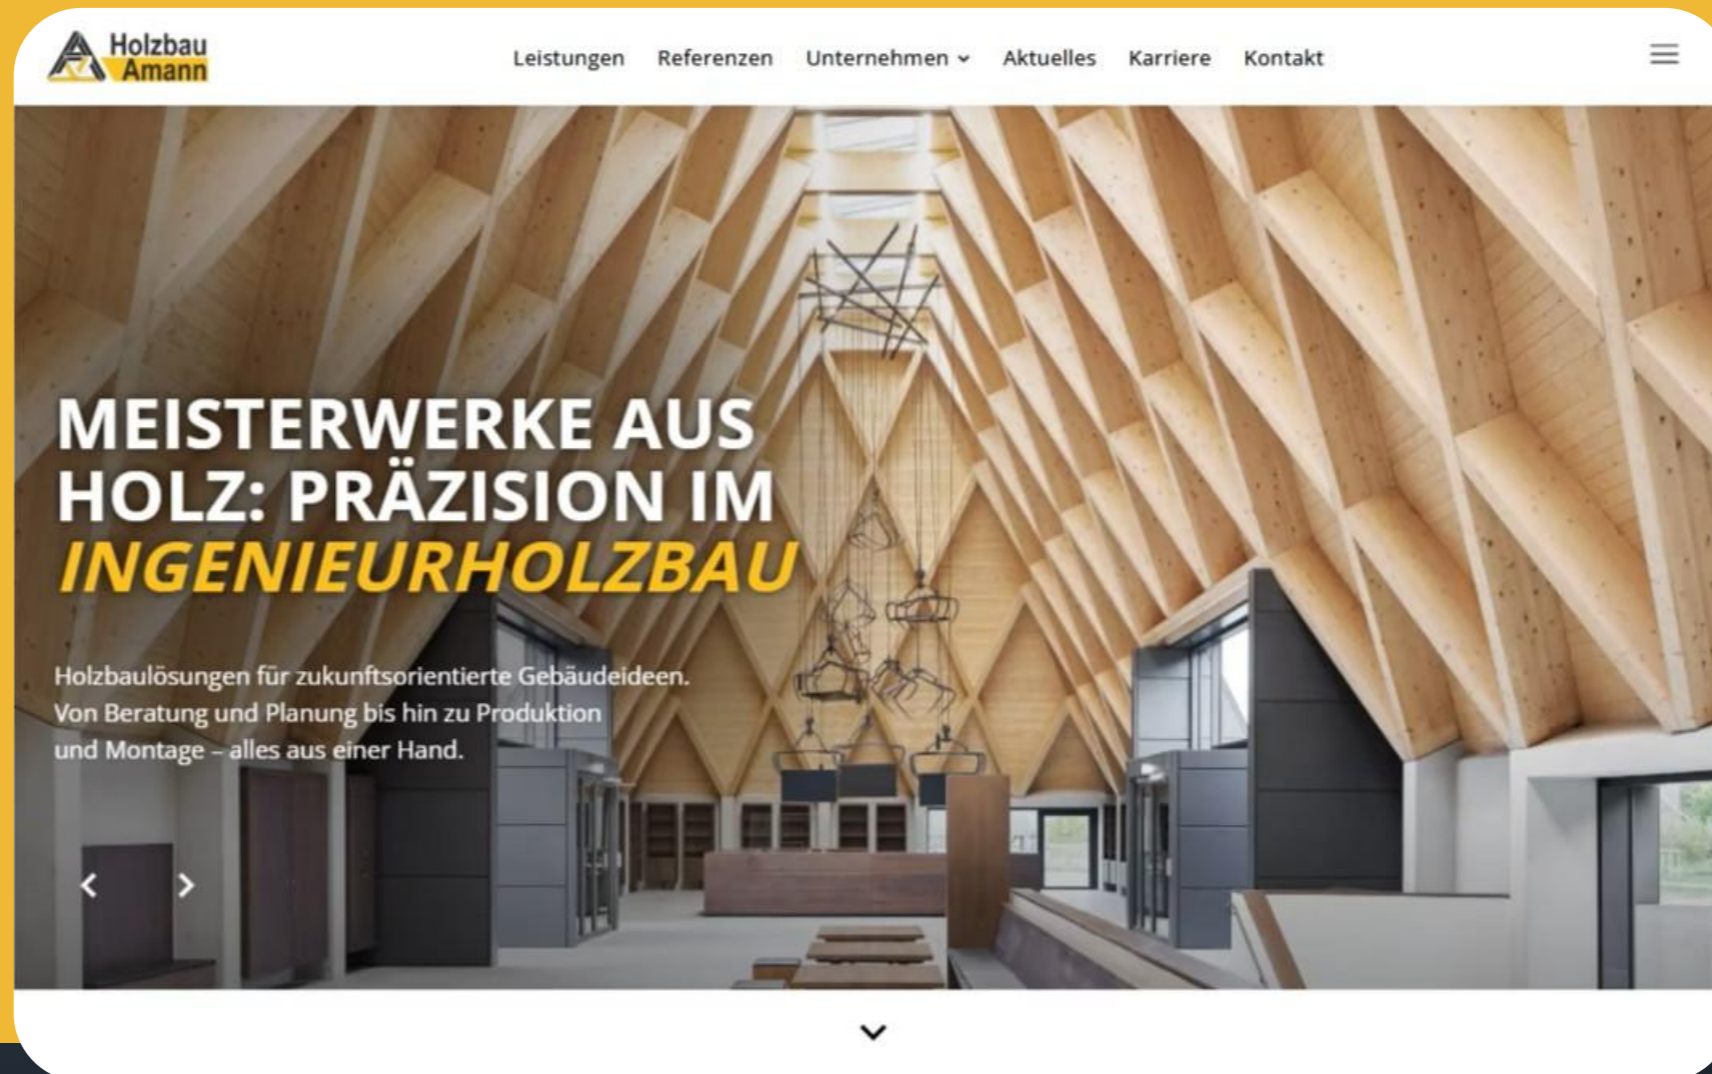 Holzbau
Amann
Leistungen Referenzen Unternehmen Aktuelles Karriere Kontakt
MEISTERWERKE AUS
HOLZ: PRÄZISION IM
INGENIEURHOLZBAU
Holzbaulösungen für zukunftsorientierte Gebäudeideen.
Von Beratung und Planung bis hin zu Produktion
und Montage – alles aus einer Hand.